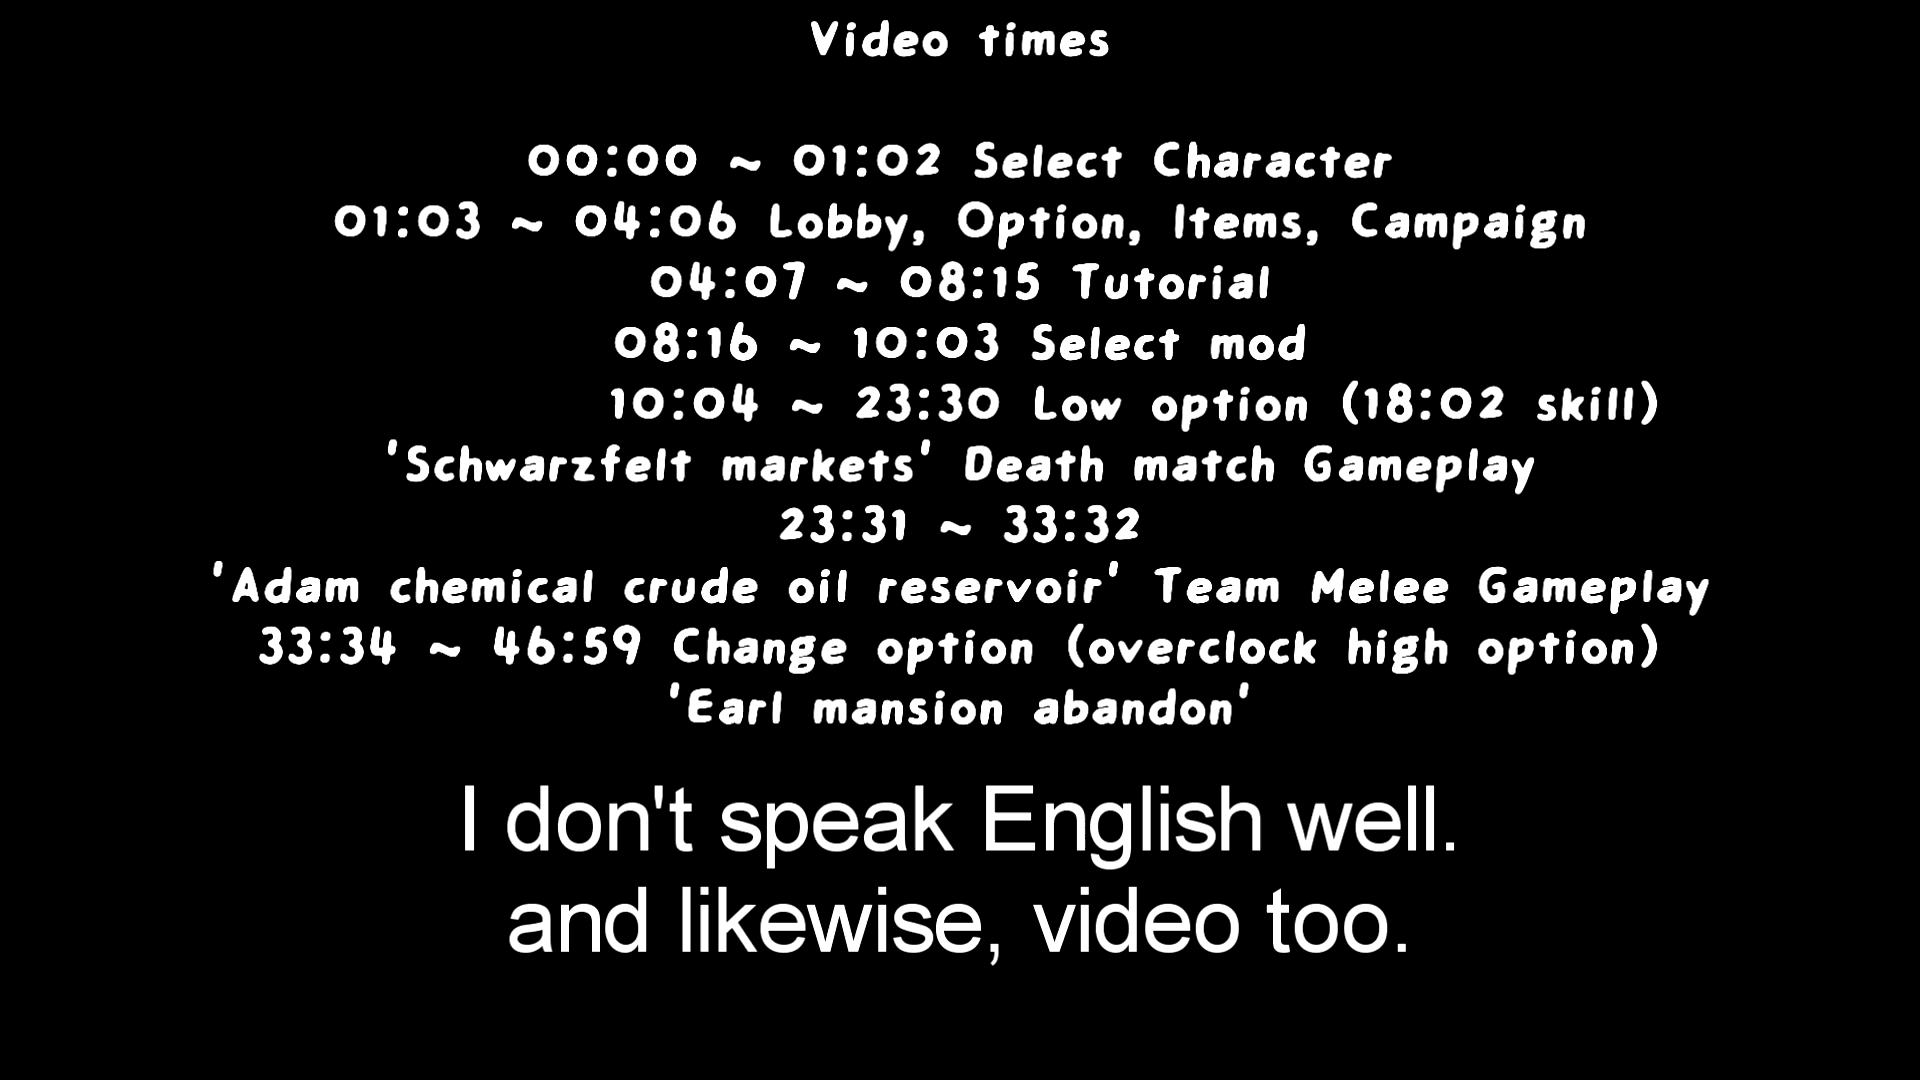 Video times
00:00 ~ 01:02 Select Character
01:03 ~ 04:06 Lobby, Option, Items, Campaign
04:07 ~ 08:15 Tutorial
08:16 ~ 10:03 Select mod
10:04 ~ 23:30 Low option (18:02 skill)
'Schwarzfelt markets' Death match Gameplay
23:31 ~ 33:32
'Adam chemical crude oil reservoir' Team Melee Gameplay
33:34 ~ 46:59 Change option (overclock high option)
'Earl mansion abandon'
I don't speak English well.
and likewise, video too.